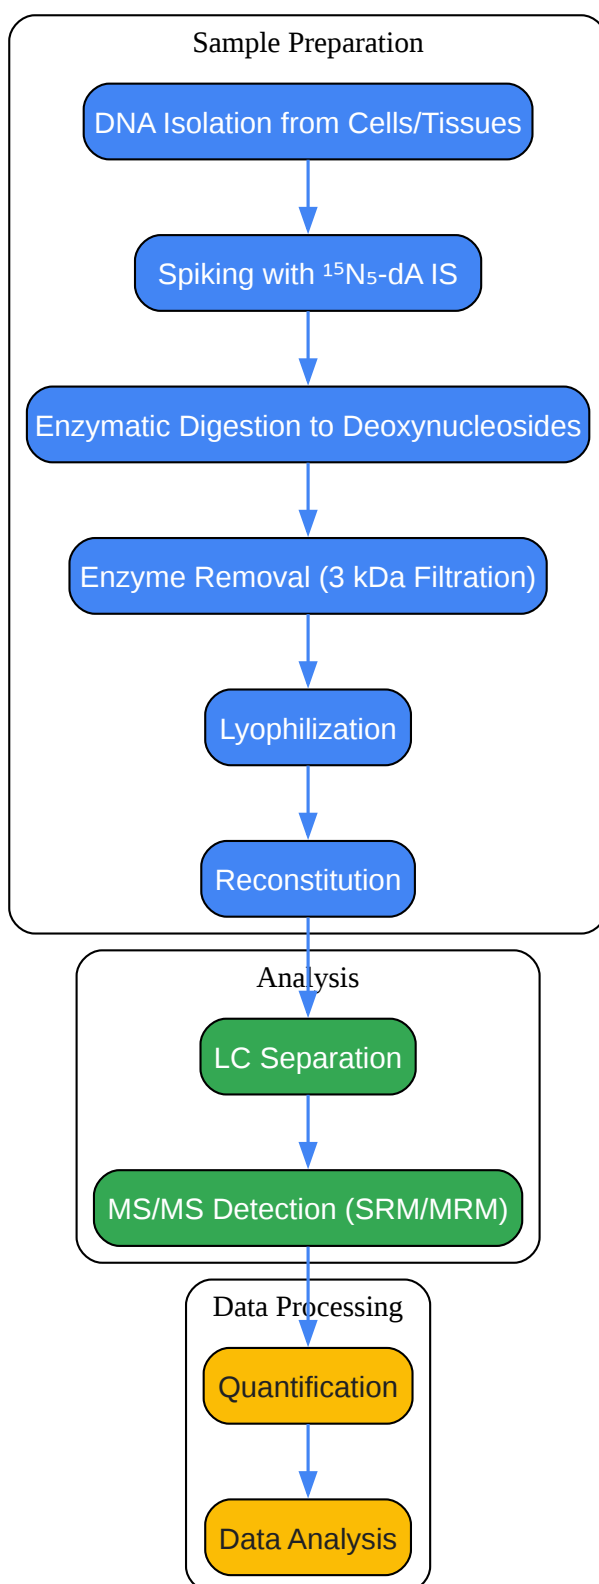 Sample Preparation
DNA Isolation from Cells/Tissues
Spiking with ¹⁵N₅-dA IS
Enzymatic Digestion to Deoxynucleosides
Enzyme Removal (3 kDa Filtration)
Lyophilization
Reconstitution
Analysis
LC Separation
MS/MS Detection (SRM/MRM)
Data Processing
Quantification
Data Analysis